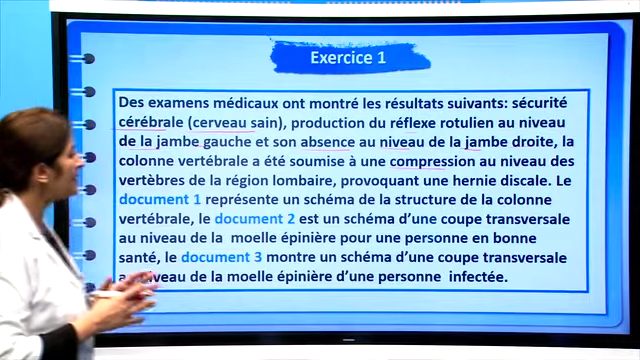 Exercice 1
Des examens médicaux ont montré les résultats suivants: sécurité
cérébrale (cerveau sain), production du réflexe rotulien au niveau
de la jambe gauche et son absence au niveau de la jambe droite, la
colonne vertébrale a été soumise à une compression au niveau des
vertèbres de la région lombaire, provoquant une hernie discale. Le
document 1 représente un schéma de la structure de la colonne
vertébrale, le document 2 est un schéma d'une coupe transversale
au niveau de la moelle épinière pour une personne en bonne
santé, le document 3 montre un schéma d'une coupe transversale
au niveau de la moelle épinière d'une personne infectée.